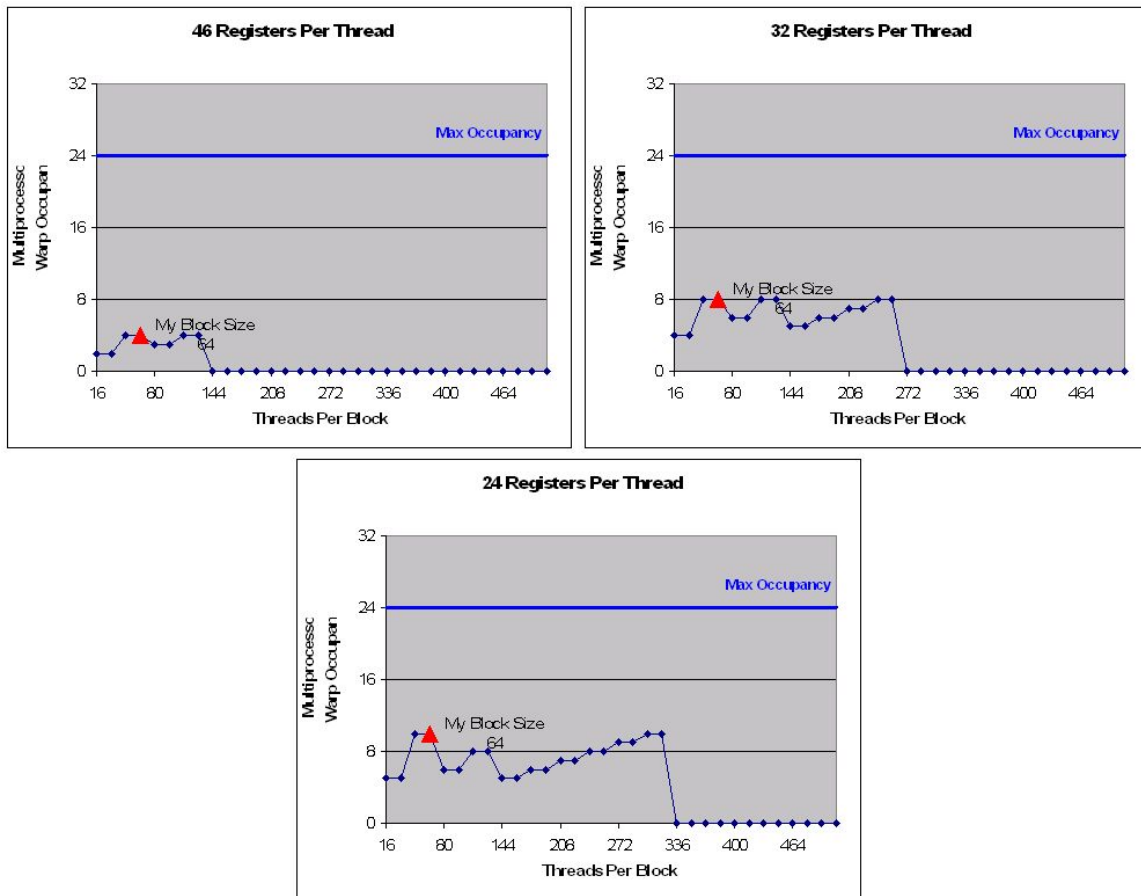 46 Registers Per Thread
32
24
16
8
0
Multiprocessc
Warp Occupan
Max Occupancy
My Block Size
64
16 80 144 208 272 336 400 464
Threads Per Block
32 Registers Per Thread
32
24
16
8
0
Multiprocessc
Warp Occupan
Max Occupancy
My Block Size
64
16 80 144 208 272 336 400 464
Threads Per Block
24 Registers Per Thread
32
24
16
8
0
Multiprocessc
Warp Occupan
Max Occupancy
My Block Size
64
16 80 144 208 272 336 400 464
Threads Per Block